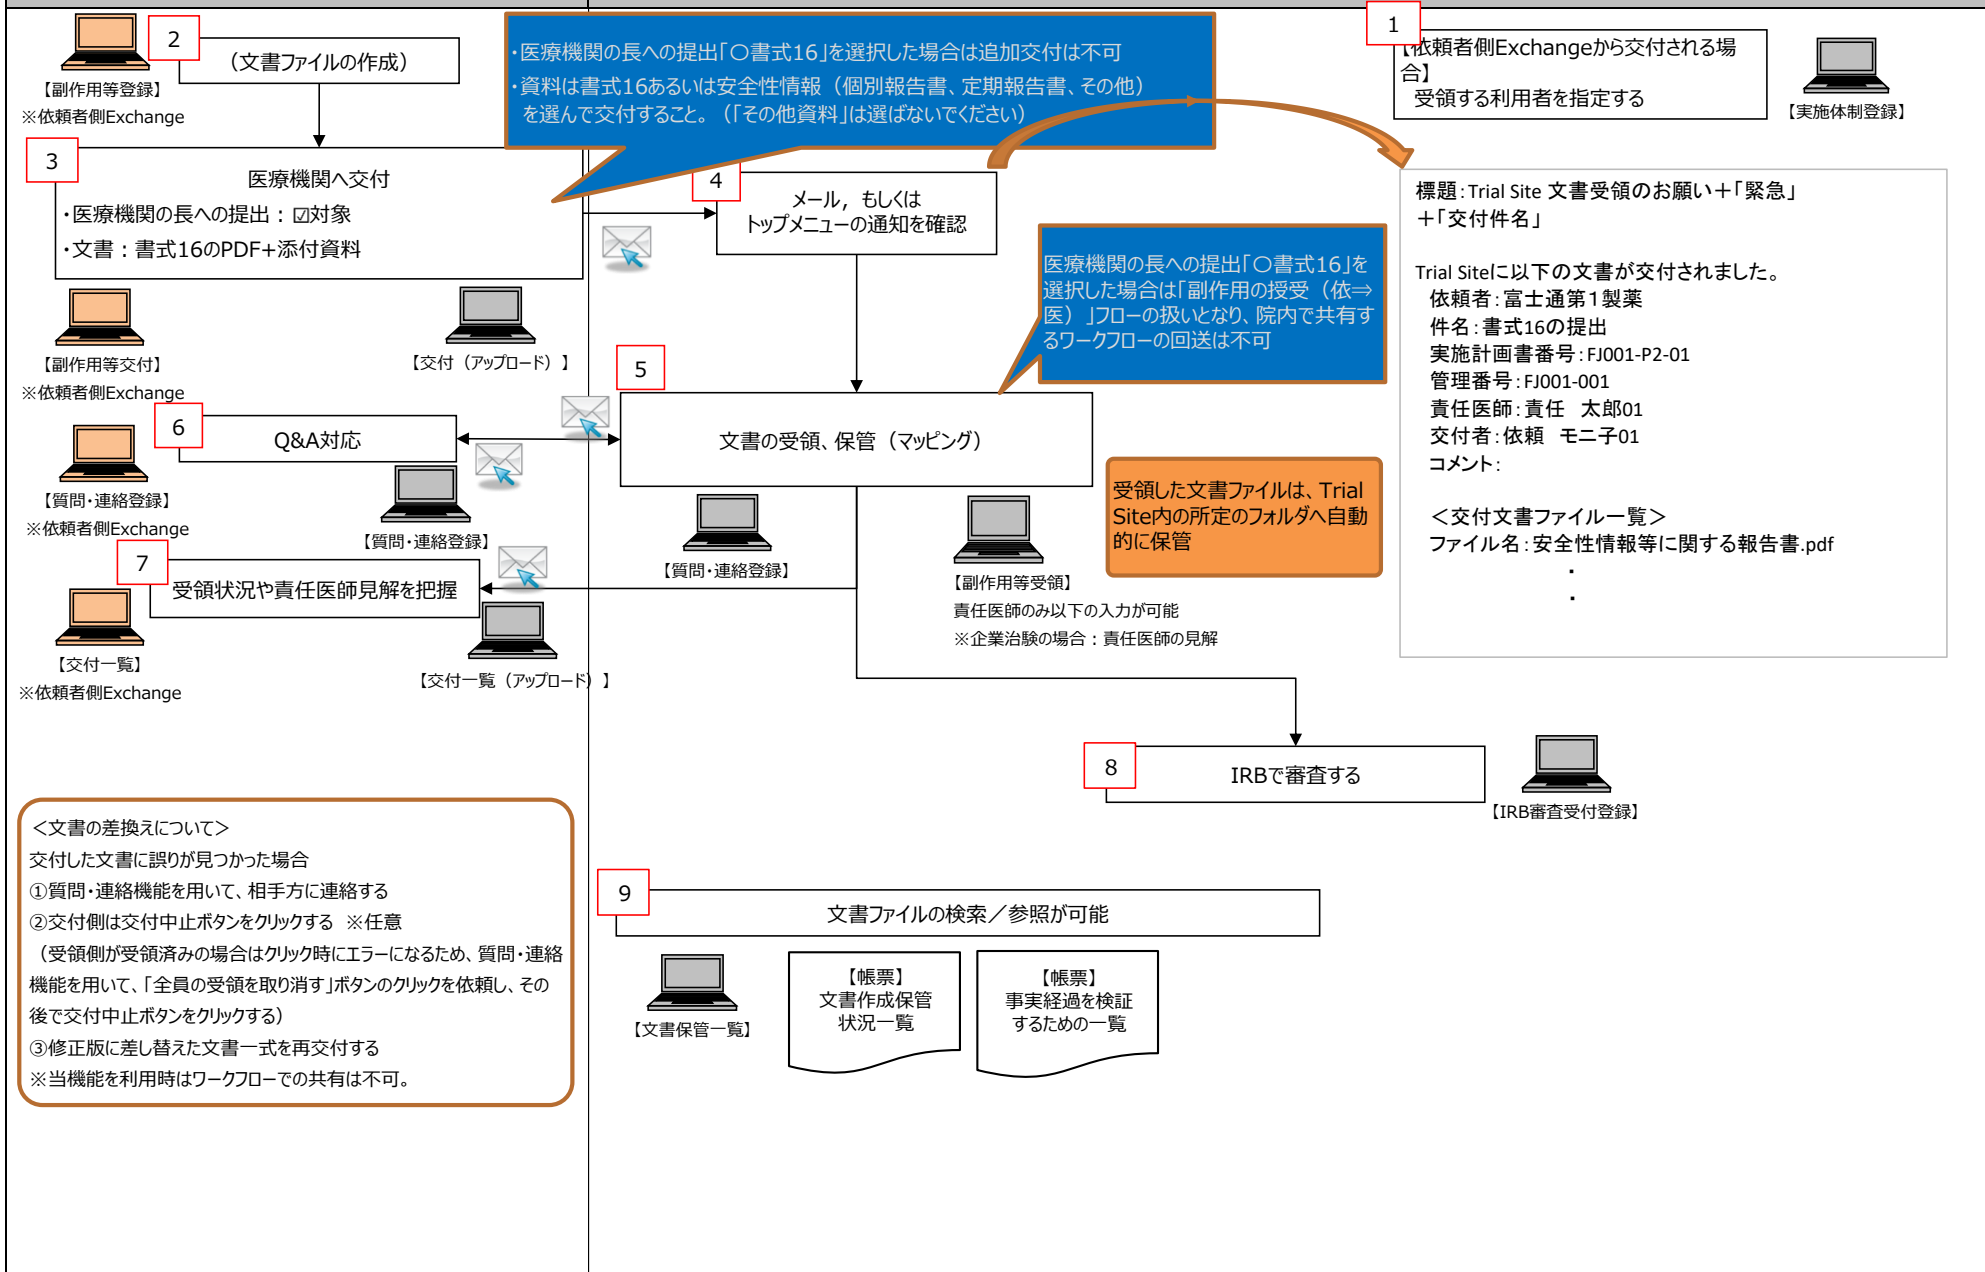 1
【依頼者側Exchangeから交付される場
合】
受領する利用者を指定する
【実施体制登録】
2
（文書ファイルの作成）
【副作用等登録】
※依頼者側Exchange
・医療機関の長への提出「〇書式16」を選択した場合は追加交付は不可
・資料は書式16あるいは安全性情報（個別報告書、定期報告書、その他）
を選んで交付すること。（「その他資料」は選ばないでください）
3
医療機関へ交付
・医療機関の長への提出：☑対象
・文書：書式16のPDF+添付資料
【副作用等交付】
※依頼者側Exchange
【交付（アップロード）】
4
メール，もしくは
トップメニューの通知を確認
標題：Trial Site 文書受領のお願い＋「緊急」
＋「交付件名」
Trial Siteに以下の文書が交付されました。
依頼者：富士通第１製薬
件名：書式16の提出
実施計画書番号：FJ001-P2-01
管理番号：FJ001-001
責任医師：責任　太郎01
交付者：依頼　モニ子01
コメント：
＜交付文書ファイル一覧＞
ファイル名：安全性情報等に関する報告書.pdf
・
・
医療機関の長への提出「〇書式16」を
選択した場合は「副作用の授受（依⇒
医）」フローの扱いとなり、院内で共有す
るワークフローの回送は不可
5
文書の受領、保管（マッピング）
【質問・連絡登録】
【副作用等受領】
責任医師のみ以下の入力が可能
※企業治験の場合：責任医師の見解
受領した文書ファイルは、Trial
Site内の所定のフォルダへ自動
的に保管
6
Q&A対応
【質問・連絡登録】
※依頼者側Exchange
【質問・連絡登録】
7
受領状況や責任医師見解を把握
【交付一覧】
※依頼者側Exchange
【交付一覧（アップロード）】
8
IRBで審査する
【IRB審査受付登録】
＜文書の差換えについて＞
交付した文書に誤りが見つかった場合
①質問・連絡機能を用いて、相手方に連絡する
②交付側は交付中止ボタンをクリックする　※任意
（受領側が受領済みの場合はクリック時にエラーになるため、質問・連絡
機能を用いて、「全員の受領を取り消す」ボタンのクリックを依頼し、その
後で交付中止ボタンをクリックする）
③修正版に差し替えた文書一式を再交付する
※当機能を利用時はワークフローでの共有は不可。
9
文書ファイルの検索／参照が可能
【文書保管一覧】
【帳票】
文書作成保管
状況一覧
【帳票】
事実経過を検証
するための一覧